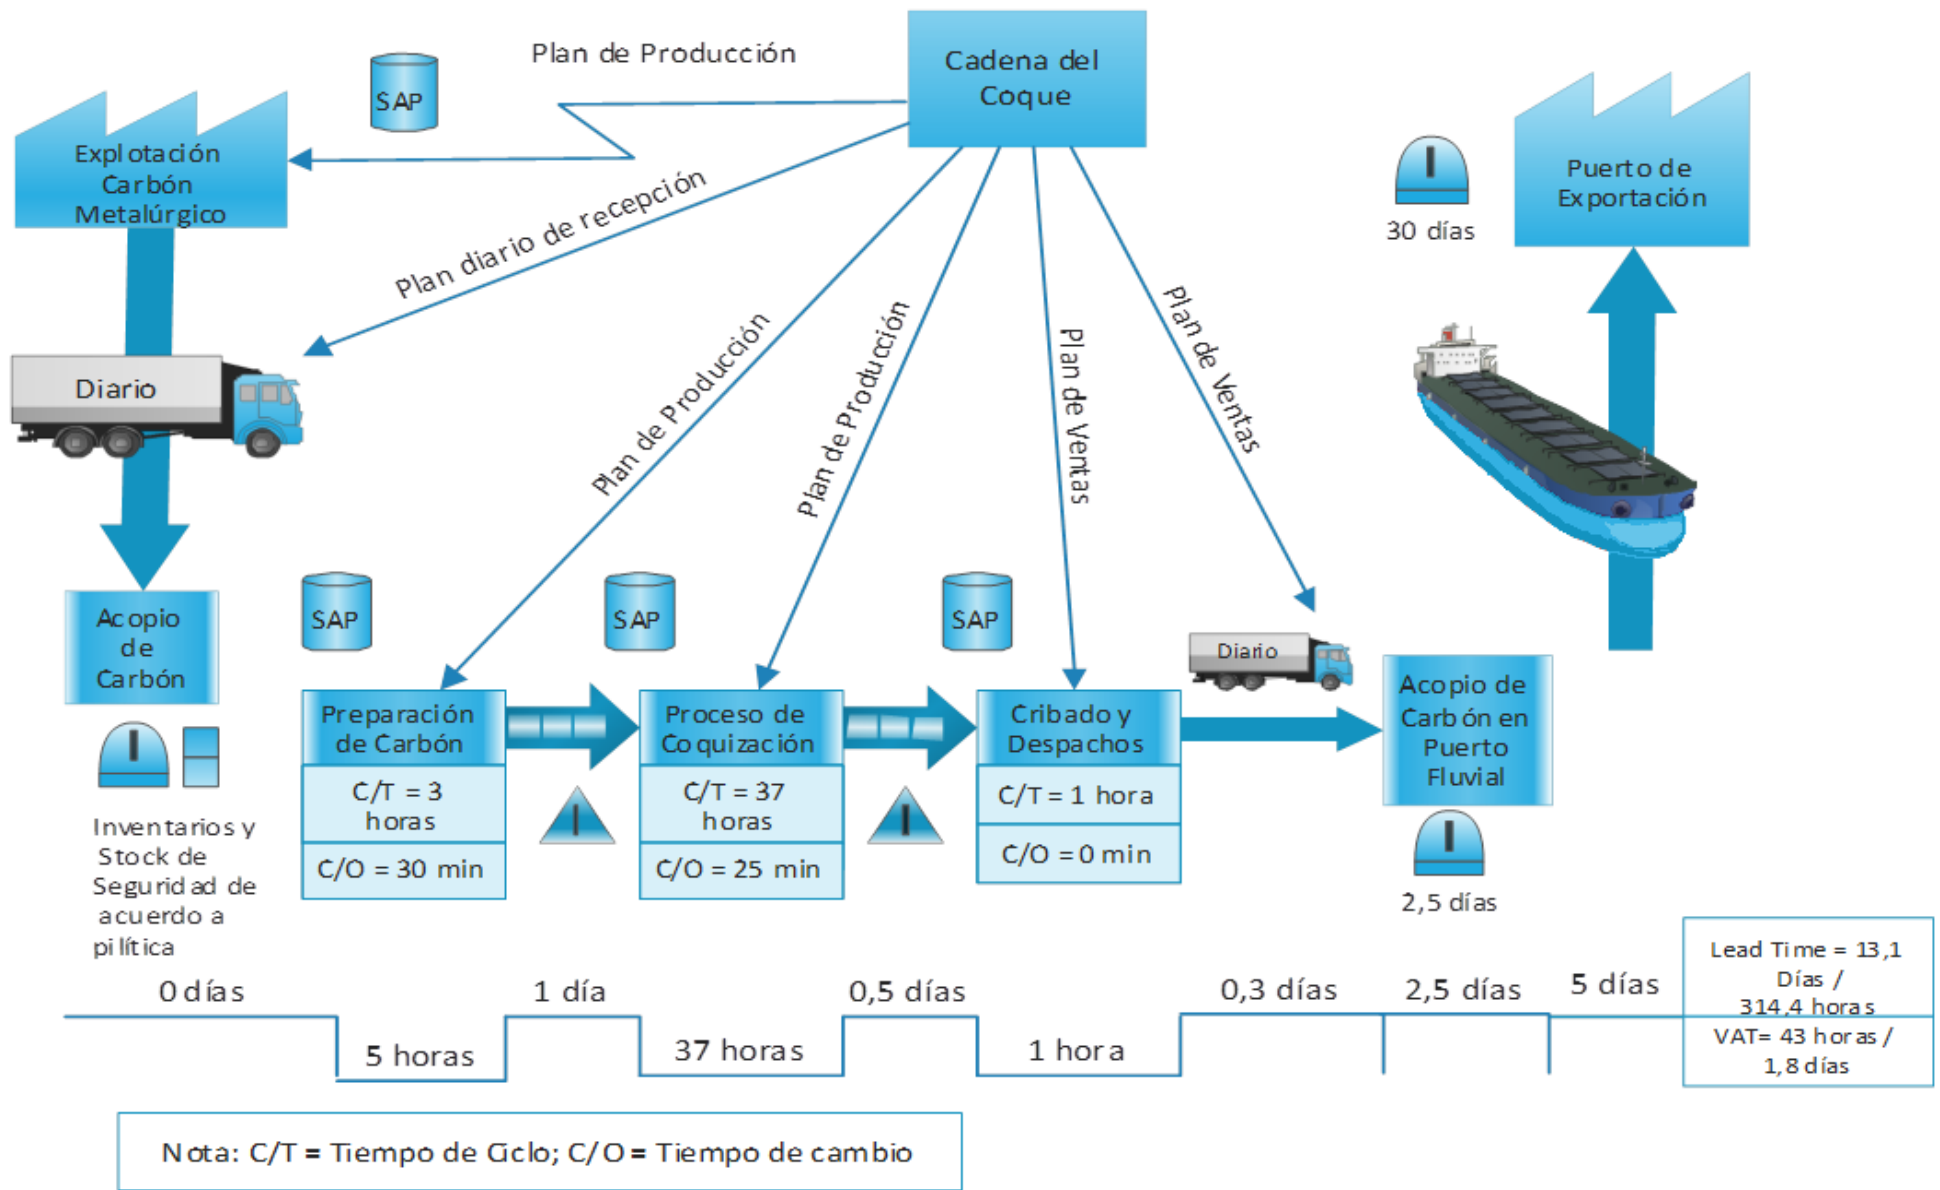 Plan de Producción
SAP
Cadena del
Coque
Explotación
Carbón
Metalúrgico
Puerto de
Exportación
30 días
Plan diario de recepción
Plan de Producción
Plan de Producción
Plan de Ventas
Plan de Ventas
Diario
Acopio
de
Carbón
SAP
SAP
SAP
Diario
Preparación
de Carbón
C/T = 3
horas
C/O = 30 min
Proceso de
Coquización
C/T = 37
horas
C/O = 25 min
Cribado y
Despachos
C/T = 1 hora
C/O = 0 min
Acopio de
Carbón en
Puerto
Fluvial
2,5 días
Inventarios y
Stock de
Seguridad de
acuerdo a
pilítica
0 días
5 horas
1 día
37 horas
0,5 días
1 hora
0,3 días
2,5 días
5 días
Lead Time = 13,1
Días /
314,4 horas
VAT= 43 horas /
1,8 días
Nota: C/T = Tiempo de Ciclo; C/O = Tiempo de cambio